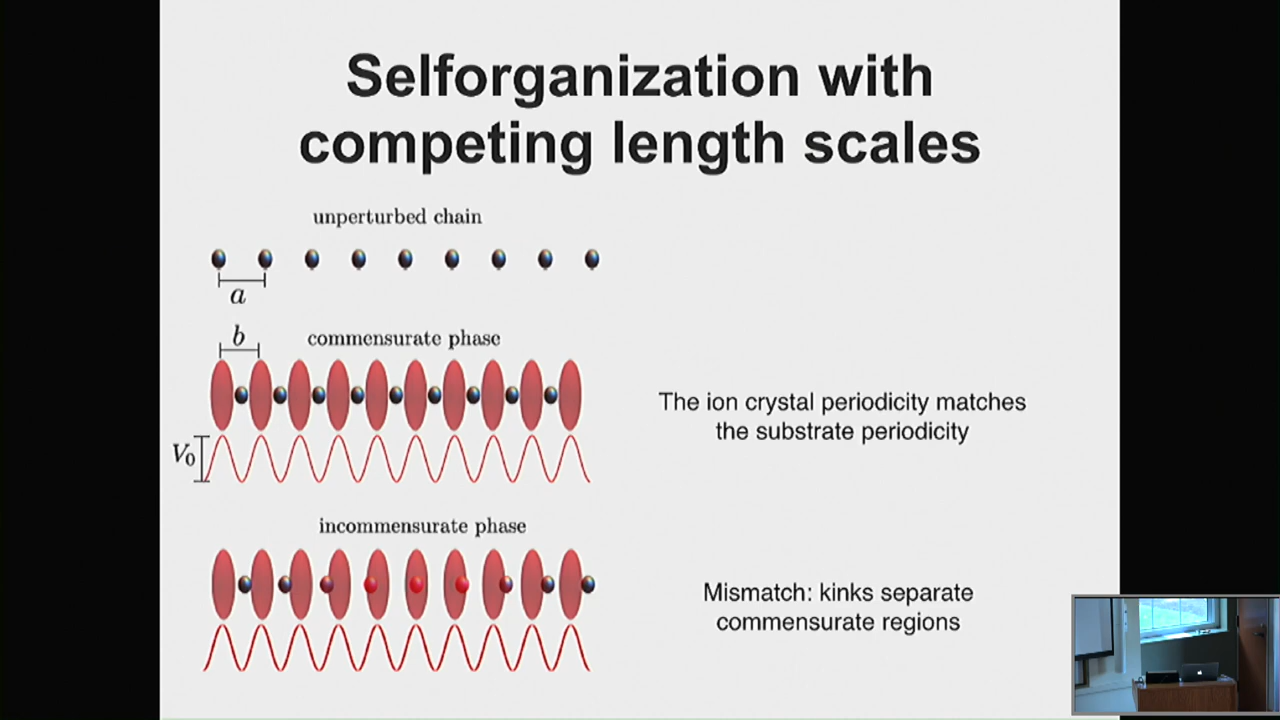 Selforganization with
competing length scales
unperturbed chain
a
b
commensurate phase
V₀
The ion crystal periodicity matches
the substrate periodicity
incommensurate phase
Mismatch: kinks separate
commensurate regions